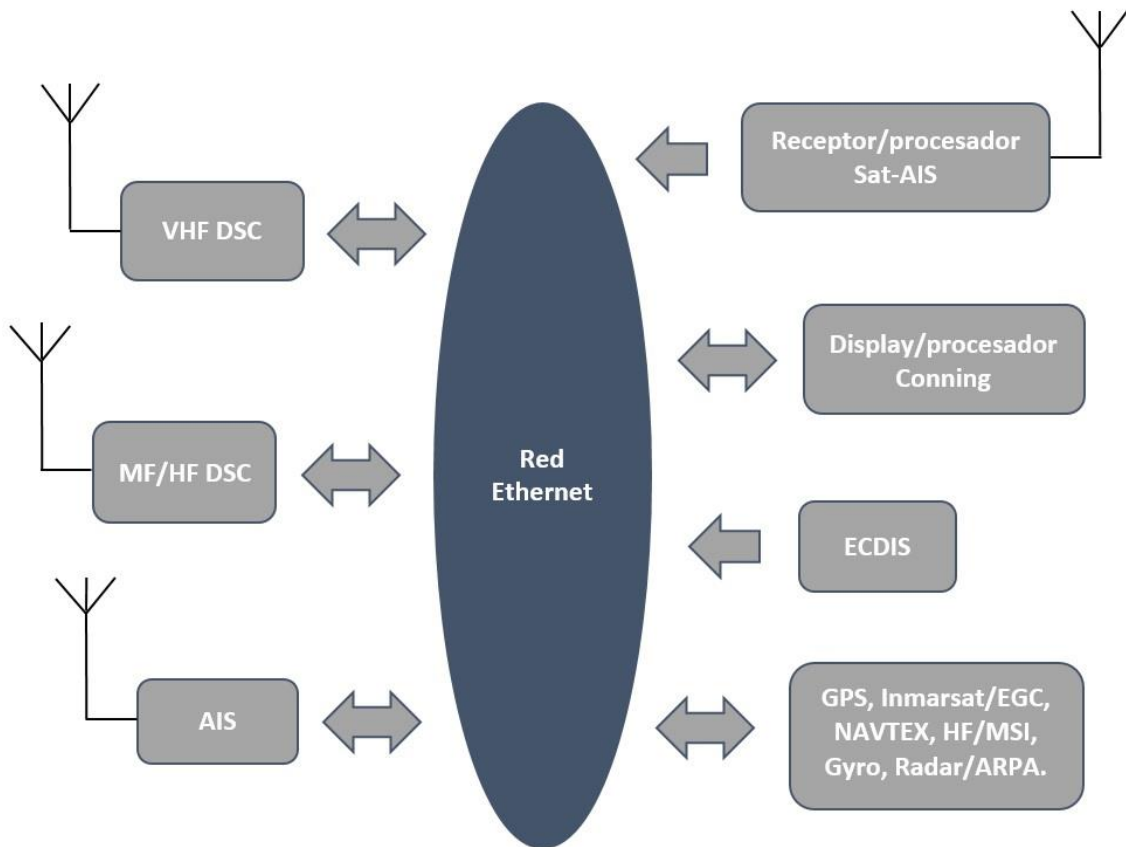 Receptor/procesador
Sat-AIS
VHF DSC
Display/procesador
Conning
MF/HF DSC
Red
Ethernet
ECDIS
AIS
GPS, Inmarsat/EGC,
NAVTEX, HF/MSI,
Gyro, Radar/ARPA.